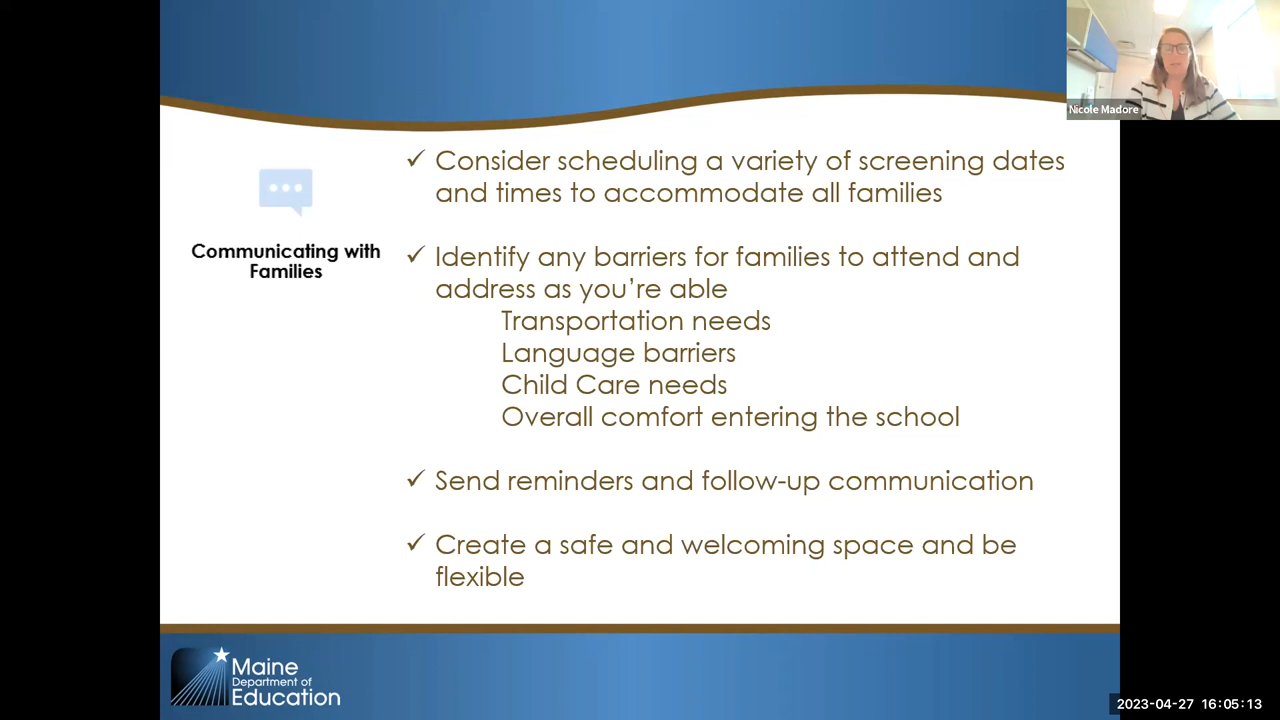 Nicole Madore
Communicating with
Families
✓ Consider scheduling a variety of screening dates
and times to accommodate all families
✓ Identify any barriers for families to attend and
address as you're able
Transportation needs
Language barriers
Child Care needs
Overall comfort entering the school
✓ Send reminders and follow-up communication
✓ Create a safe and welcoming space and be
flexible
Maine
Department of
Education
2023-04-27 16:05:13